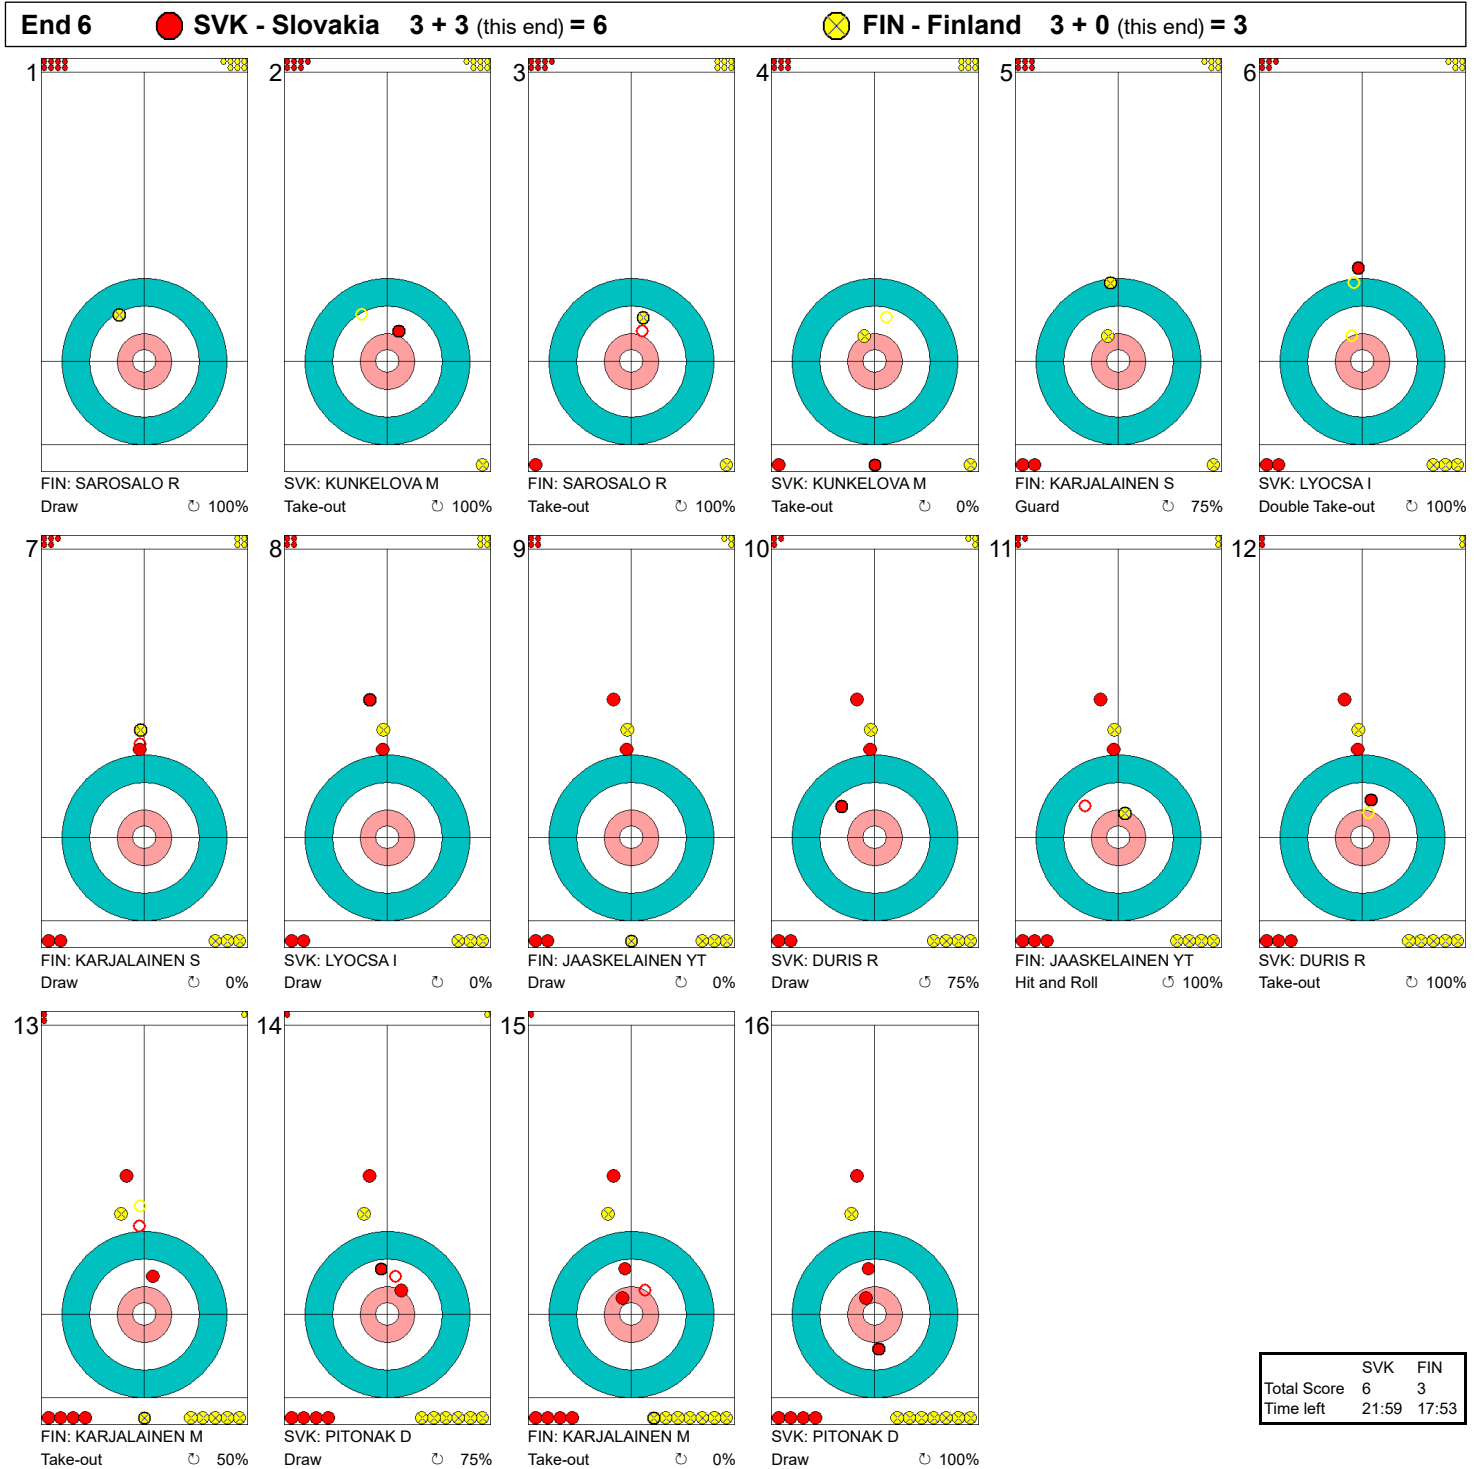 End 6 SVK - Slovakia 3 + 3 (this end) = 6 FIN - Finland 3 + 0 (this end) = 3
1 2 3 4 5 6
FIN: SAROSALO R SVK: KUNKELOVA M FIN: SAROSALO R SVK: KUNKELOVA M FIN: KARJALAINEN S SVK: LYOCSA I
Draw ↻ 100% Take-out ↻ 100% Take-out ↻ 100% Take-out ↻ 0% Guard ↻ 75% Double Take-out ↻ 100%
7 8 9 10 11 12
FIN: KARJALAINEN S SVK: LYOCSA I FIN: JAASKELAINEN YT SVK: DURIS R FIN: JAASKELAINEN YT SVK: DURIS R
Draw ↻ 0% Draw ↻ 0% Draw ↻ 0% Draw ↺ 75% Hit and Roll ↻ 100% Take-out ↻ 100%
13 14 15 16
FIN: KARJALAINEN M SVK: PITONAK D FIN: KARJALAINEN M SVK: PITONAK D
Take-out ↻ 50% Draw ↻ 75% Take-out ↻ 0% Draw ↻ 100%
SVK FIN
Total Score 6 3
Time left 21:59 17:53